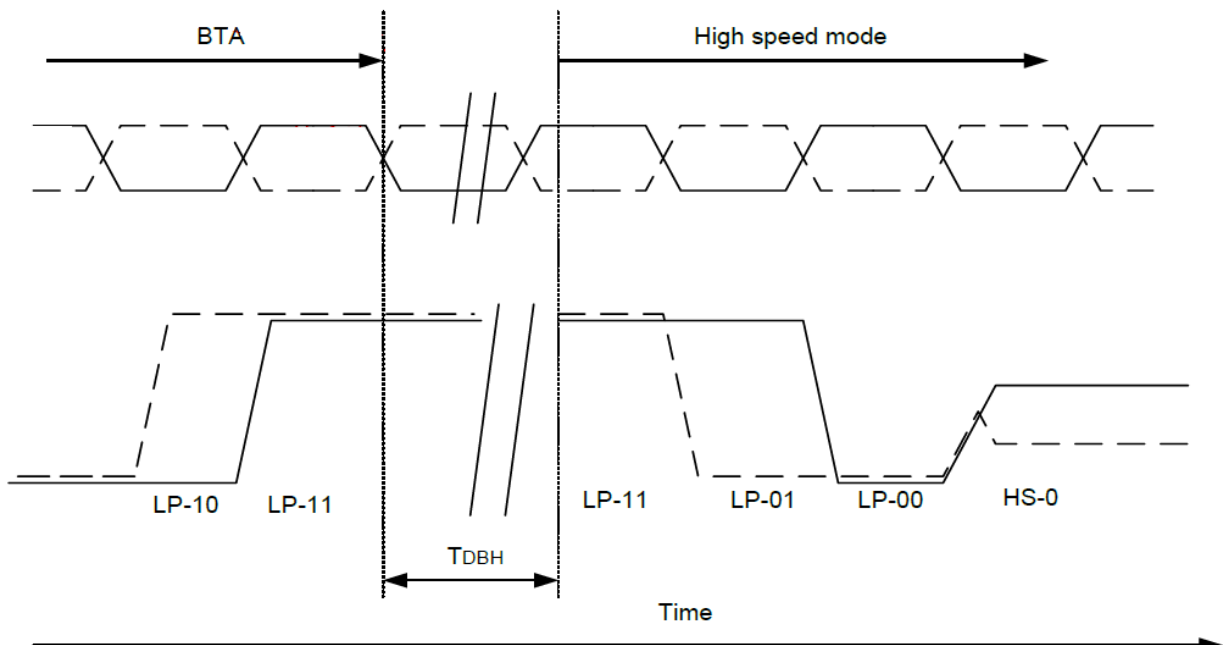 BTA
High speed mode
LP-10
LP-11
LP-11
LP-01
LP-00
HS-0
TDBH
Time